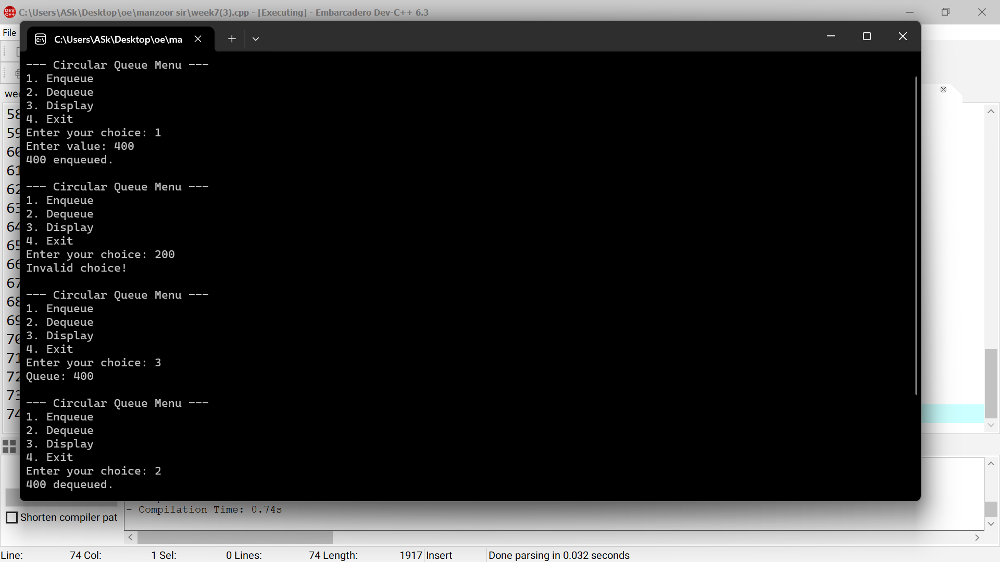 C:\Users\ASk\Desktop\oe\manzoor sir\week7(3).cpp - [Executing] - Embarcadero Dev-C++ 6.3
File
C:\Users\ASk\Desktop\oe\ma
--- Circular Queue Menu ---
1. Enqueue
2. Dequeue
3. Display
4. Exit
Enter your choice: 1
Enter value: 400
400 enqueued.
--- Circular Queue Menu ---
1. Enqueue
2. Dequeue
3. Display
4. Exit
Enter your choice: 200
Invalid choice!
--- Circular Queue Menu ---
1. Enqueue
2. Dequeue
3. Display
4. Exit
Enter your choice: 3
Queue: 400
--- Circular Queue Menu ---
1. Enqueue
2. Dequeue
3. Display
4. Exit
Enter your choice: 2
400 dequeued.
58
59
60
61
62
63
64
65
66
67
68
69
70
71
72
73
74
- Compilation Time: 0.74s
Shorten compiler pat
Line: 74 Col: 1 Sel: 0 Lines: 74 Length: 1917 Insert Done parsing in 0.032 seconds